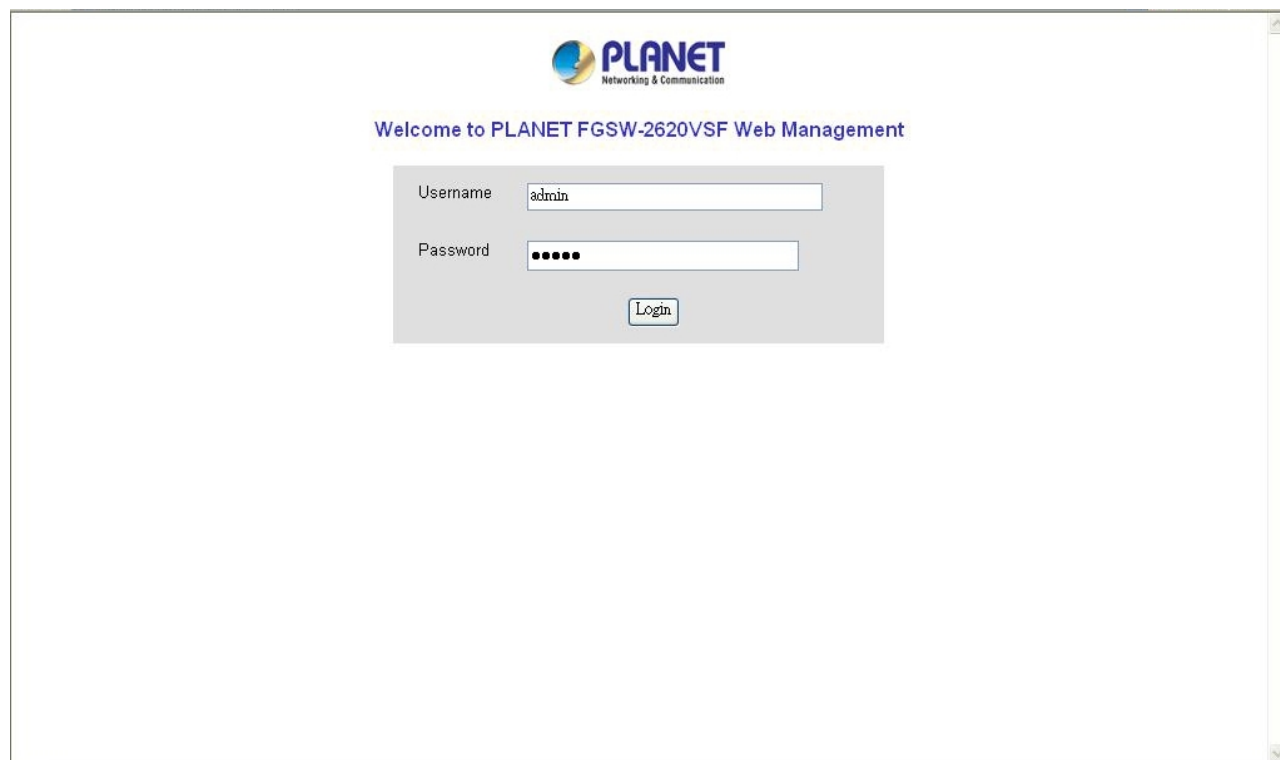 PLANET
Networking & Communication
Welcome to PLANET FGSW-2620VSF Web Management
Username admin
Password •••••
Login